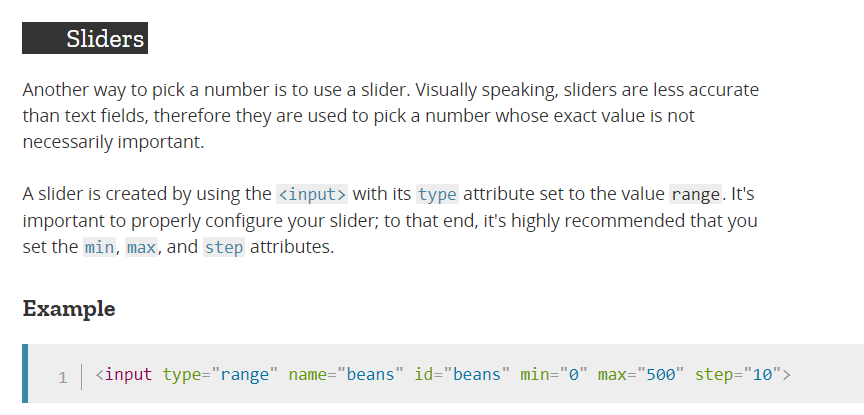 Sliders
Another way to pick a number is to use a slider. Visually speaking, sliders are less accurate
than text fields, therefore they are used to pick a number whose exact value is not
necessarily important.
A slider is created by using the <input> with its type attribute set to the value range. It's
important to properly configure your slider; to that end, it's highly recommended that you
set the min, max, and step attributes.
Example
1 <input type="range" name="beans" id="beans" min="0" max="500" step="10">